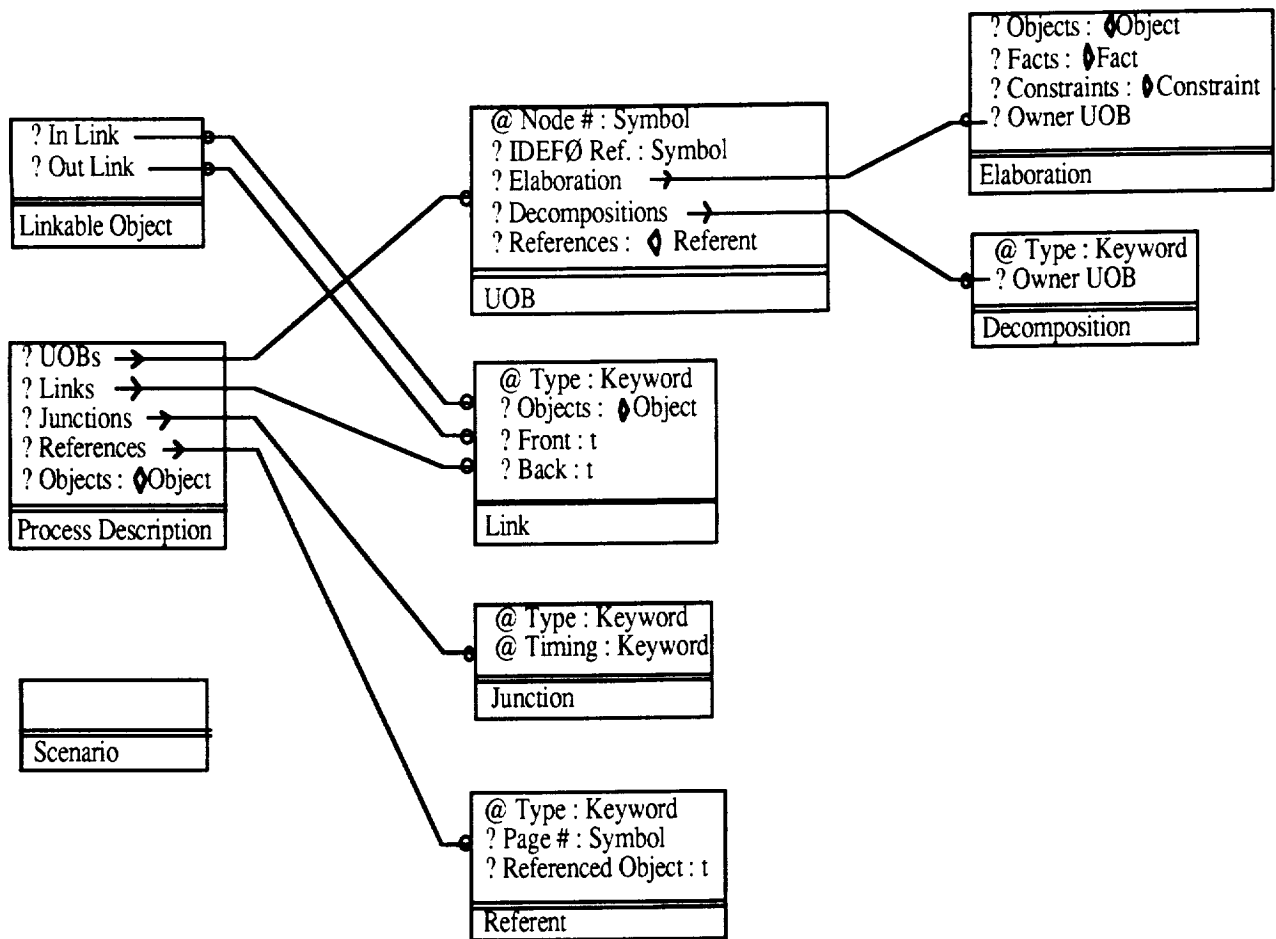 ? In Link
? Out Link
Linkable Object
? UOBs
? Links
? Junctions
? References
? Objects : Object
Process Description
Scenario
@ Node # : Symbol
? IDEFØ Ref. : Symbol
? Elaboration
? Decompositions
? References : Referent
UOB
@ Type : Keyword
? Objects : Object
? Front : t
? Back : t
Link
@ Type : Keyword
@ Timing : Keyword
Junction
@ Type : Keyword
? Page # : Symbol
? Referenced Object : t
Referent
? Objects : Object
? Facts : Fact
? Constraints : Constraint
? Owner UOB
Elaboration
@ Type : Keyword
? Owner UOB
Decomposition